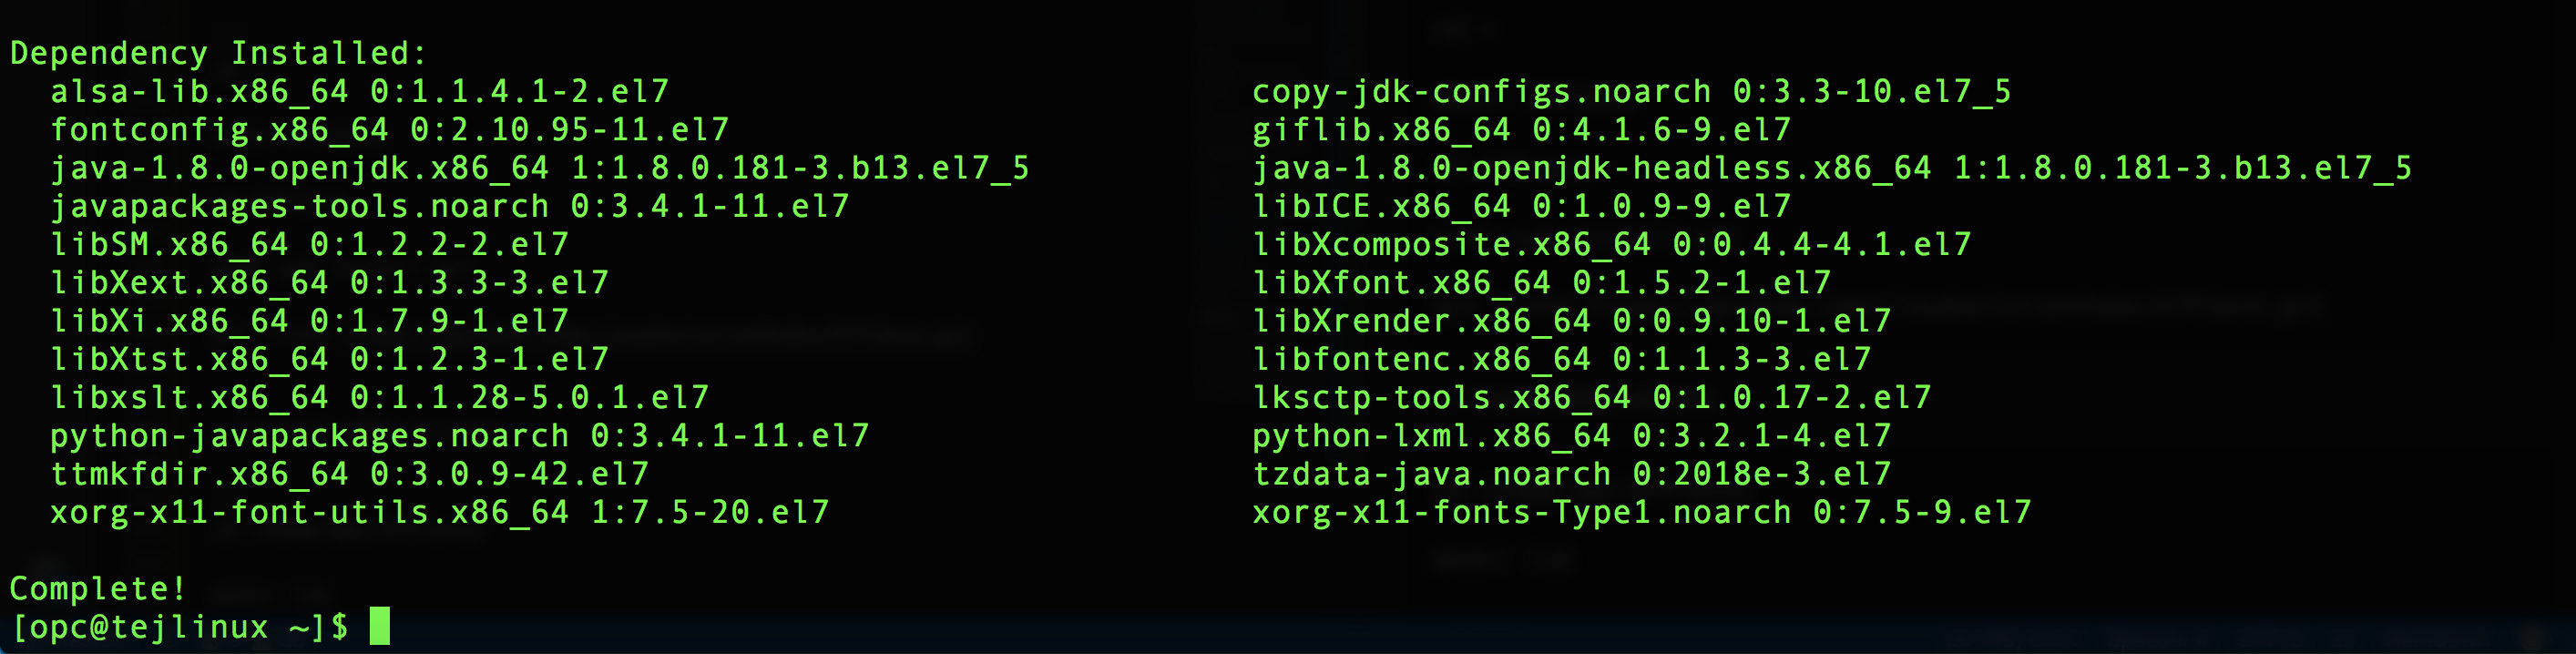 Dependency Installed:
alsa-lib.x86_64 0:1.1.4.1-2.el7 copy-jdk-configs.noarch 0:3.3-10.el7_5
fontconfig.x86_64 0:2.10.95-11.el7 giflib.x86_64 0:4.1.6-9.el7
java-1.8.0-openjdk.x86_64 1:1.8.0.181-3.b13.el7_5 java-1.8.0-openjdk-headless.x86_64 1:1.8.0.181-3.b13.el7_5
javapackages-tools.noarch 0:3.4.1-11.el7 libICE.x86_64 0:1.0.9-9.el7
libSM.x86_64 0:1.2.2-2.el7 libXcomposite.x86_64 0:0.4.4-4.1.el7
libXext.x86_64 0:1.3.3-3.el7 libXfont.x86_64 0:1.5.2-1.el7
libXi.x86_64 0:1.7.9-1.el7 libXrender.x86_64 0:0.9.10-1.el7
libXtst.x86_64 0:1.2.3-1.el7 libfontenc.x86_64 0:1.1.3-3.el7
libxslt.x86_64 0:1.1.28-5.0.1.el7 lksctp-tools.x86_64 0:1.0.17-2.el7
python-javapackages.noarch 0:3.4.1-11.el7 python-lxml.x86_64 0:3.2.1-4.el7
ttmkfdir.x86_64 0:3.0.9-42.el7 tzdata-java.noarch 0:2018e-3.el7
xorg-x11-font-utils.x86_64 1:7.5-20.el7 xorg-x11-fonts-Type1.noarch 0:7.5-9.el7
Complete!
[opc@tejlinux ~]$